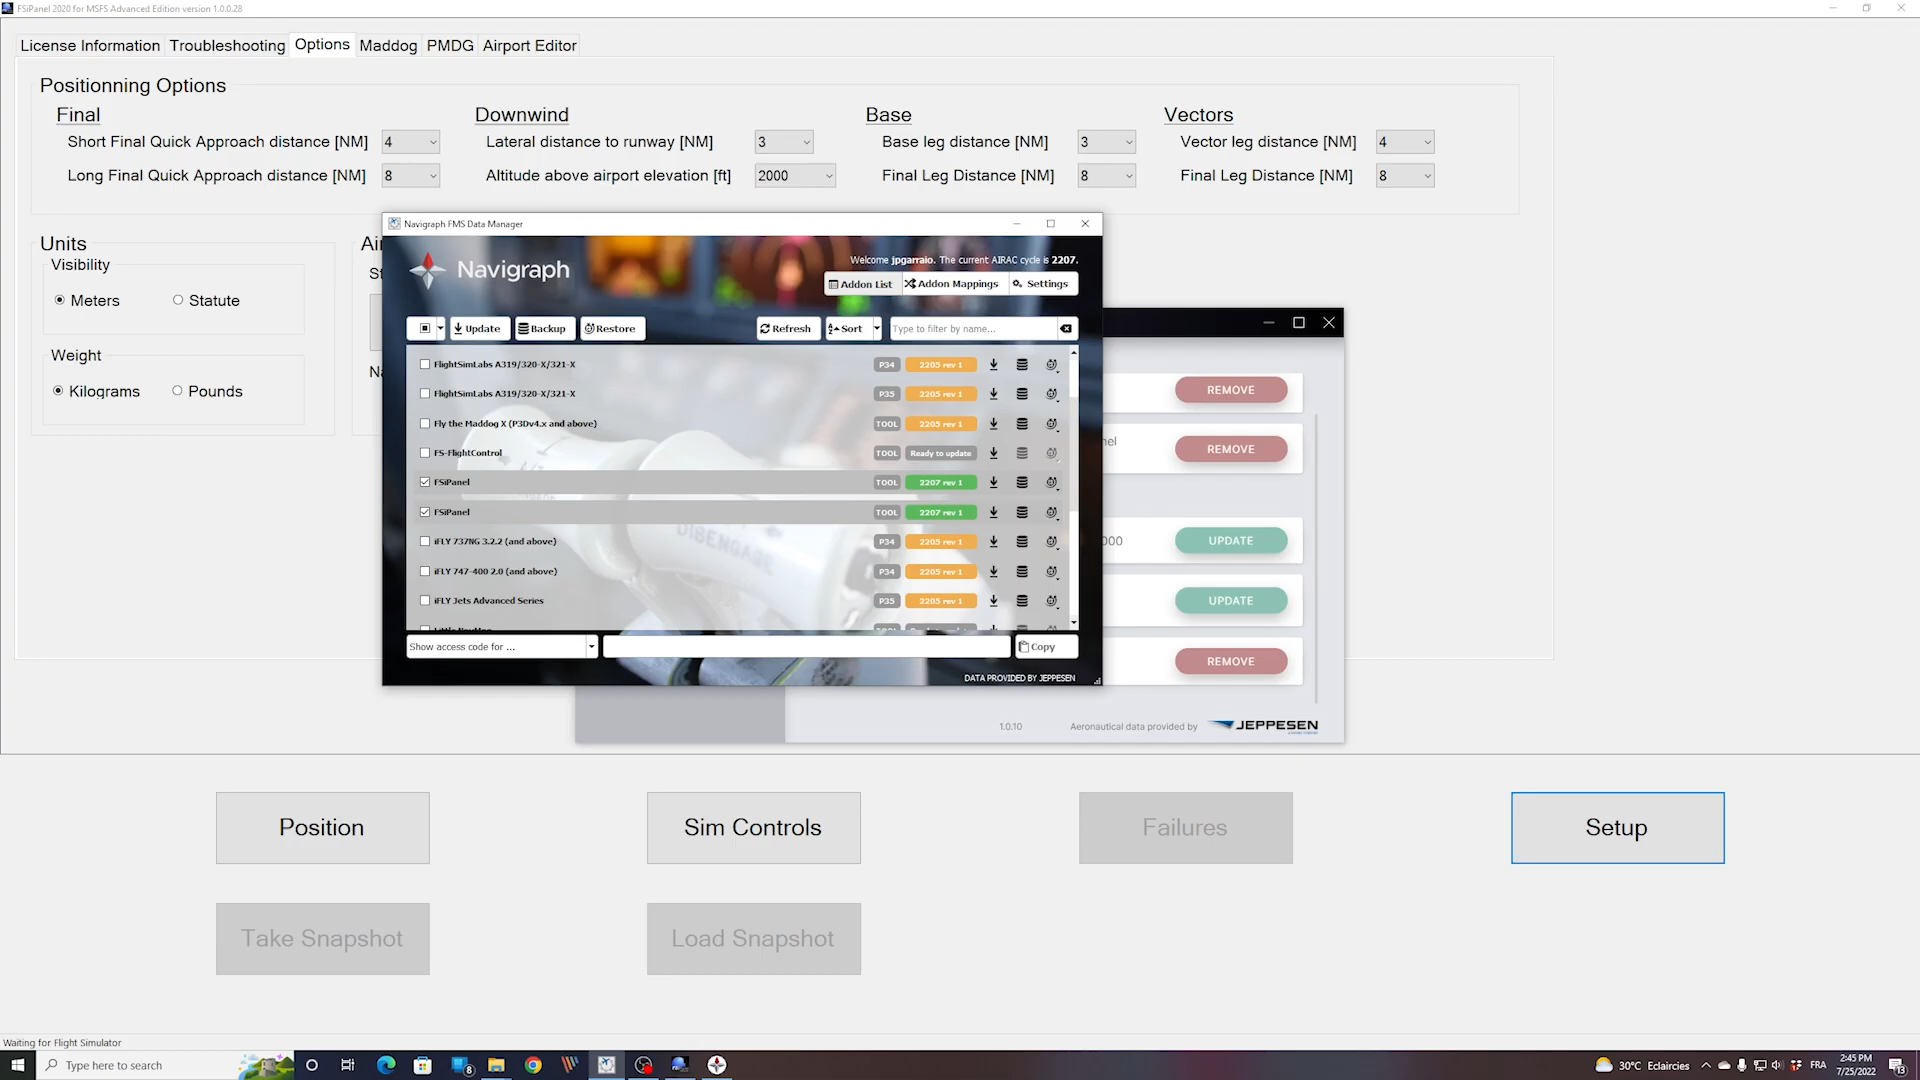 FSiPanel 2020 for MSFS Advanced Edition version 1.0.0.28
License Information Troubleshooting Options Maddog PMDG Airport Editor
Positionning Options
Final
Short Final Quick Approach distance [NM] 4
Long Final Quick Approach distance [NM] 8
Downwind
Lateral distance to runway [NM] 3
Altitude above airport elevation [ft] 2000
Base
Base leg distance [NM] 3
Final Leg Distance [NM] 8
Vectors
Vector leg distance [NM] 4
Final Leg Distance [NM] 8
Units
Visibility
Meters Statute
Weight
Kilograms Pounds
Navigraph FMS Data Manager
Navigraph
Welcome jpgarraio. The current AIRAC cycle is 2207.
Addon List Addon Mappings Settings
Update Backup Restore Refresh Sort Type to filter by name...
FlightSimLabs A319/320-X/321-X P34 2205 rev 1
FlightSimLabs A319/320-X/321-X P35 2205 rev 1
Fly the Maddog X (P3Dv4.x and above) TOOL 2205 rev 1
FS-FlightControl TOOL Ready to update
FSiPanel TOOL 2207 rev 1
FSiPanel TOOL 2207 rev 1
iFLY 737NG 3.2.2 (and above) P34 2205 rev 1
iFLY 747-400 2.0 (and above) P34 2205 rev 1
iFLY Jets Advanced Series P35 2205 rev 1
DIBENGAGE
Show access code for ... Copy
DATA PROVIDED BY JEPPESEN
REMOVE
nel REMOVE
000 UPDATE
UPDATE
REMOVE
1.0.10 Aeronautical data provided by JEPPESEN
Position Sim Controls Failures Setup
Take Snapshot Load Snapshot
Waiting for Flight Simulator
Type here to search
8
30°C Eclaircies FRA
2:45 PM
7/25/2022
13